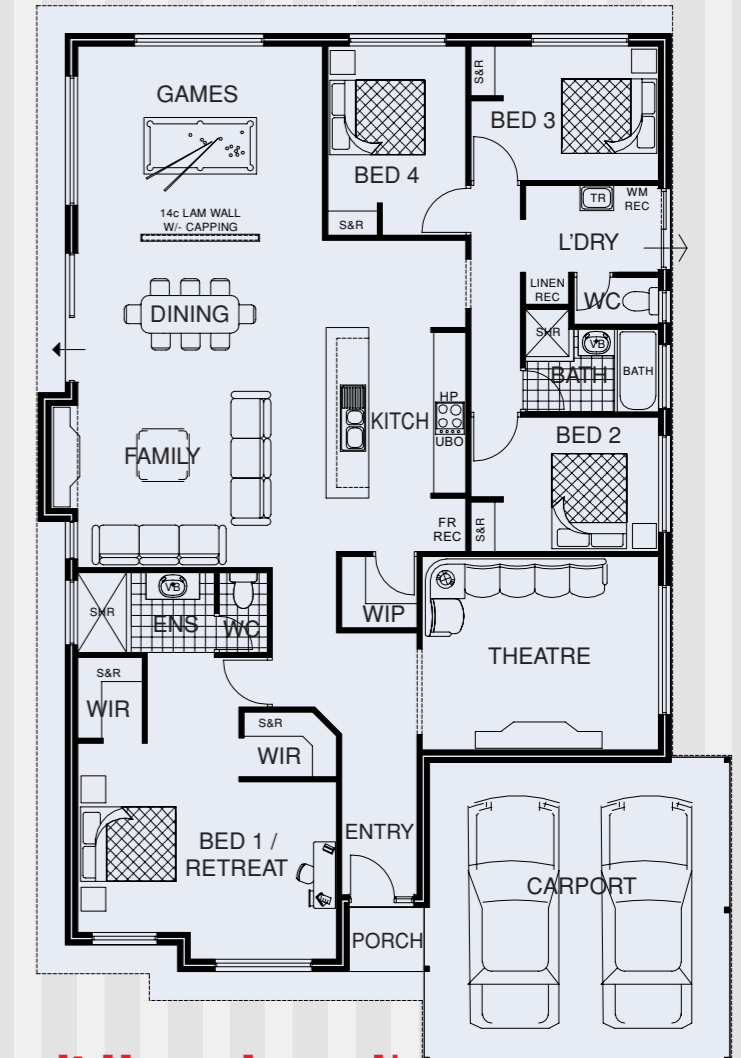 GAMES
14c LAM WALL
W/- CAPPING
DINING
FAMILY
BED 4
S&R
S&R
BED 3
TR
WM
REC
L'DRY
LINEN
REC
WC
SHR
VB
BATH
BATH
KITCH
HP
UBO
FR
REC
BED 2
S&R
WIP
THEATRE
SHR
VB
ENS
WC
S&R
WIR
S&R
WIR
BED 1 /
RETREAT
ENTRY
PORCH
CARPORT